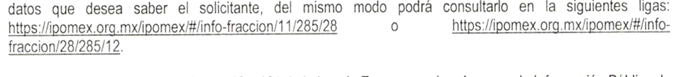 datos que desea saber el solicitante, del mismo modo podrá consultarlo en la siguientes ligas:
https://ipomex.org.mx/ipomex/#/info-fraccion/11/285/28 o https://ipomex.org.mx/ipomex/#/info-
fraccion/28/285/12.